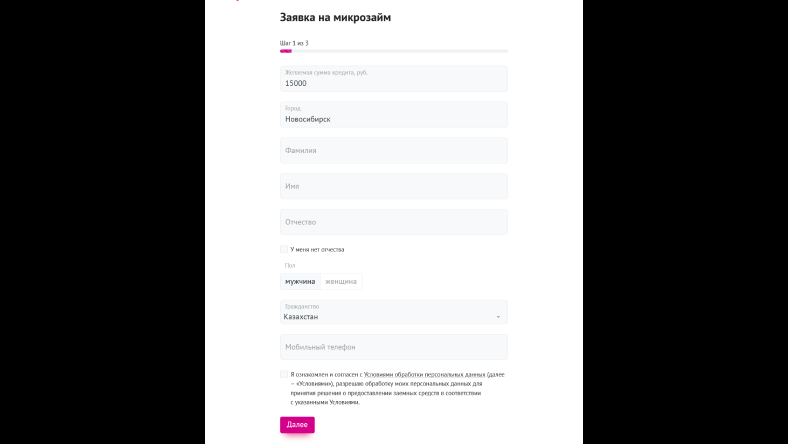 Заявка на микрозайм
Шаг 1 из 3
Желаемая сумма кредита, руб.
15000
Город
Новосибирск
Фамилия
Имя
Отчество
У меня нет отчества
Пол
мужчина женщина
Гражданство
Казахстан
Мобильный телефон
Я ознакомлен и согласен с Условиями обработки персональных данных (далее
– «Условиями»), разрешаю обработку моих персональных данных для
принятия решения о предоставлении заемных средств в соответствии
с указанными Условиями.
Далее